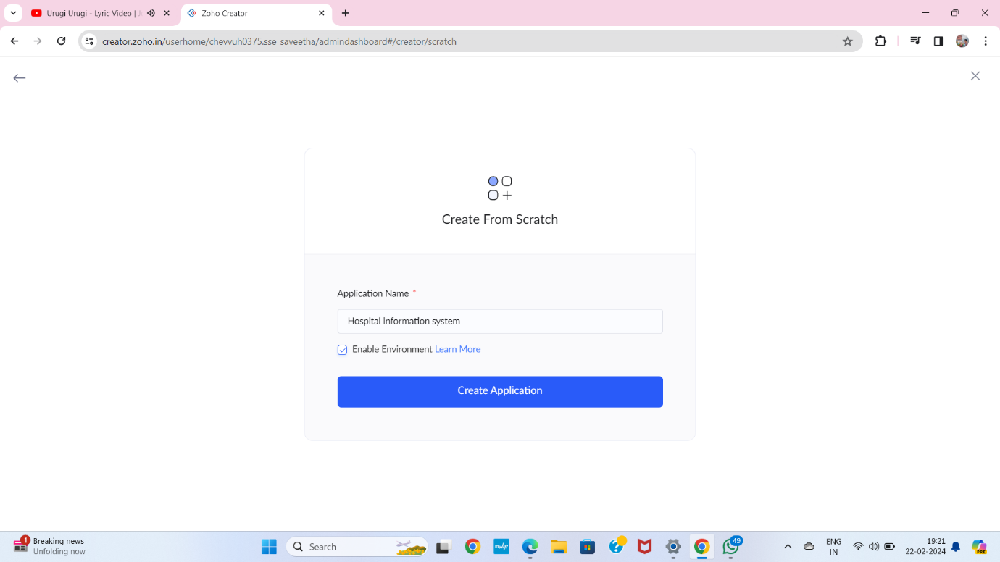 Urugi Urugi - Lyric Video |
Zoho Creator
creator.zoho.in/userhome/chevvuh0375.sse_saveetha/admindashboard#/creator/scratch
Create From Scratch
Application Name *
Hospital information system
Enable Environment Learn More
Create Application
1
Breaking news
Unfolding now
Search
myhp
49
PRE
ENG
IN
19:21
22-02-2024